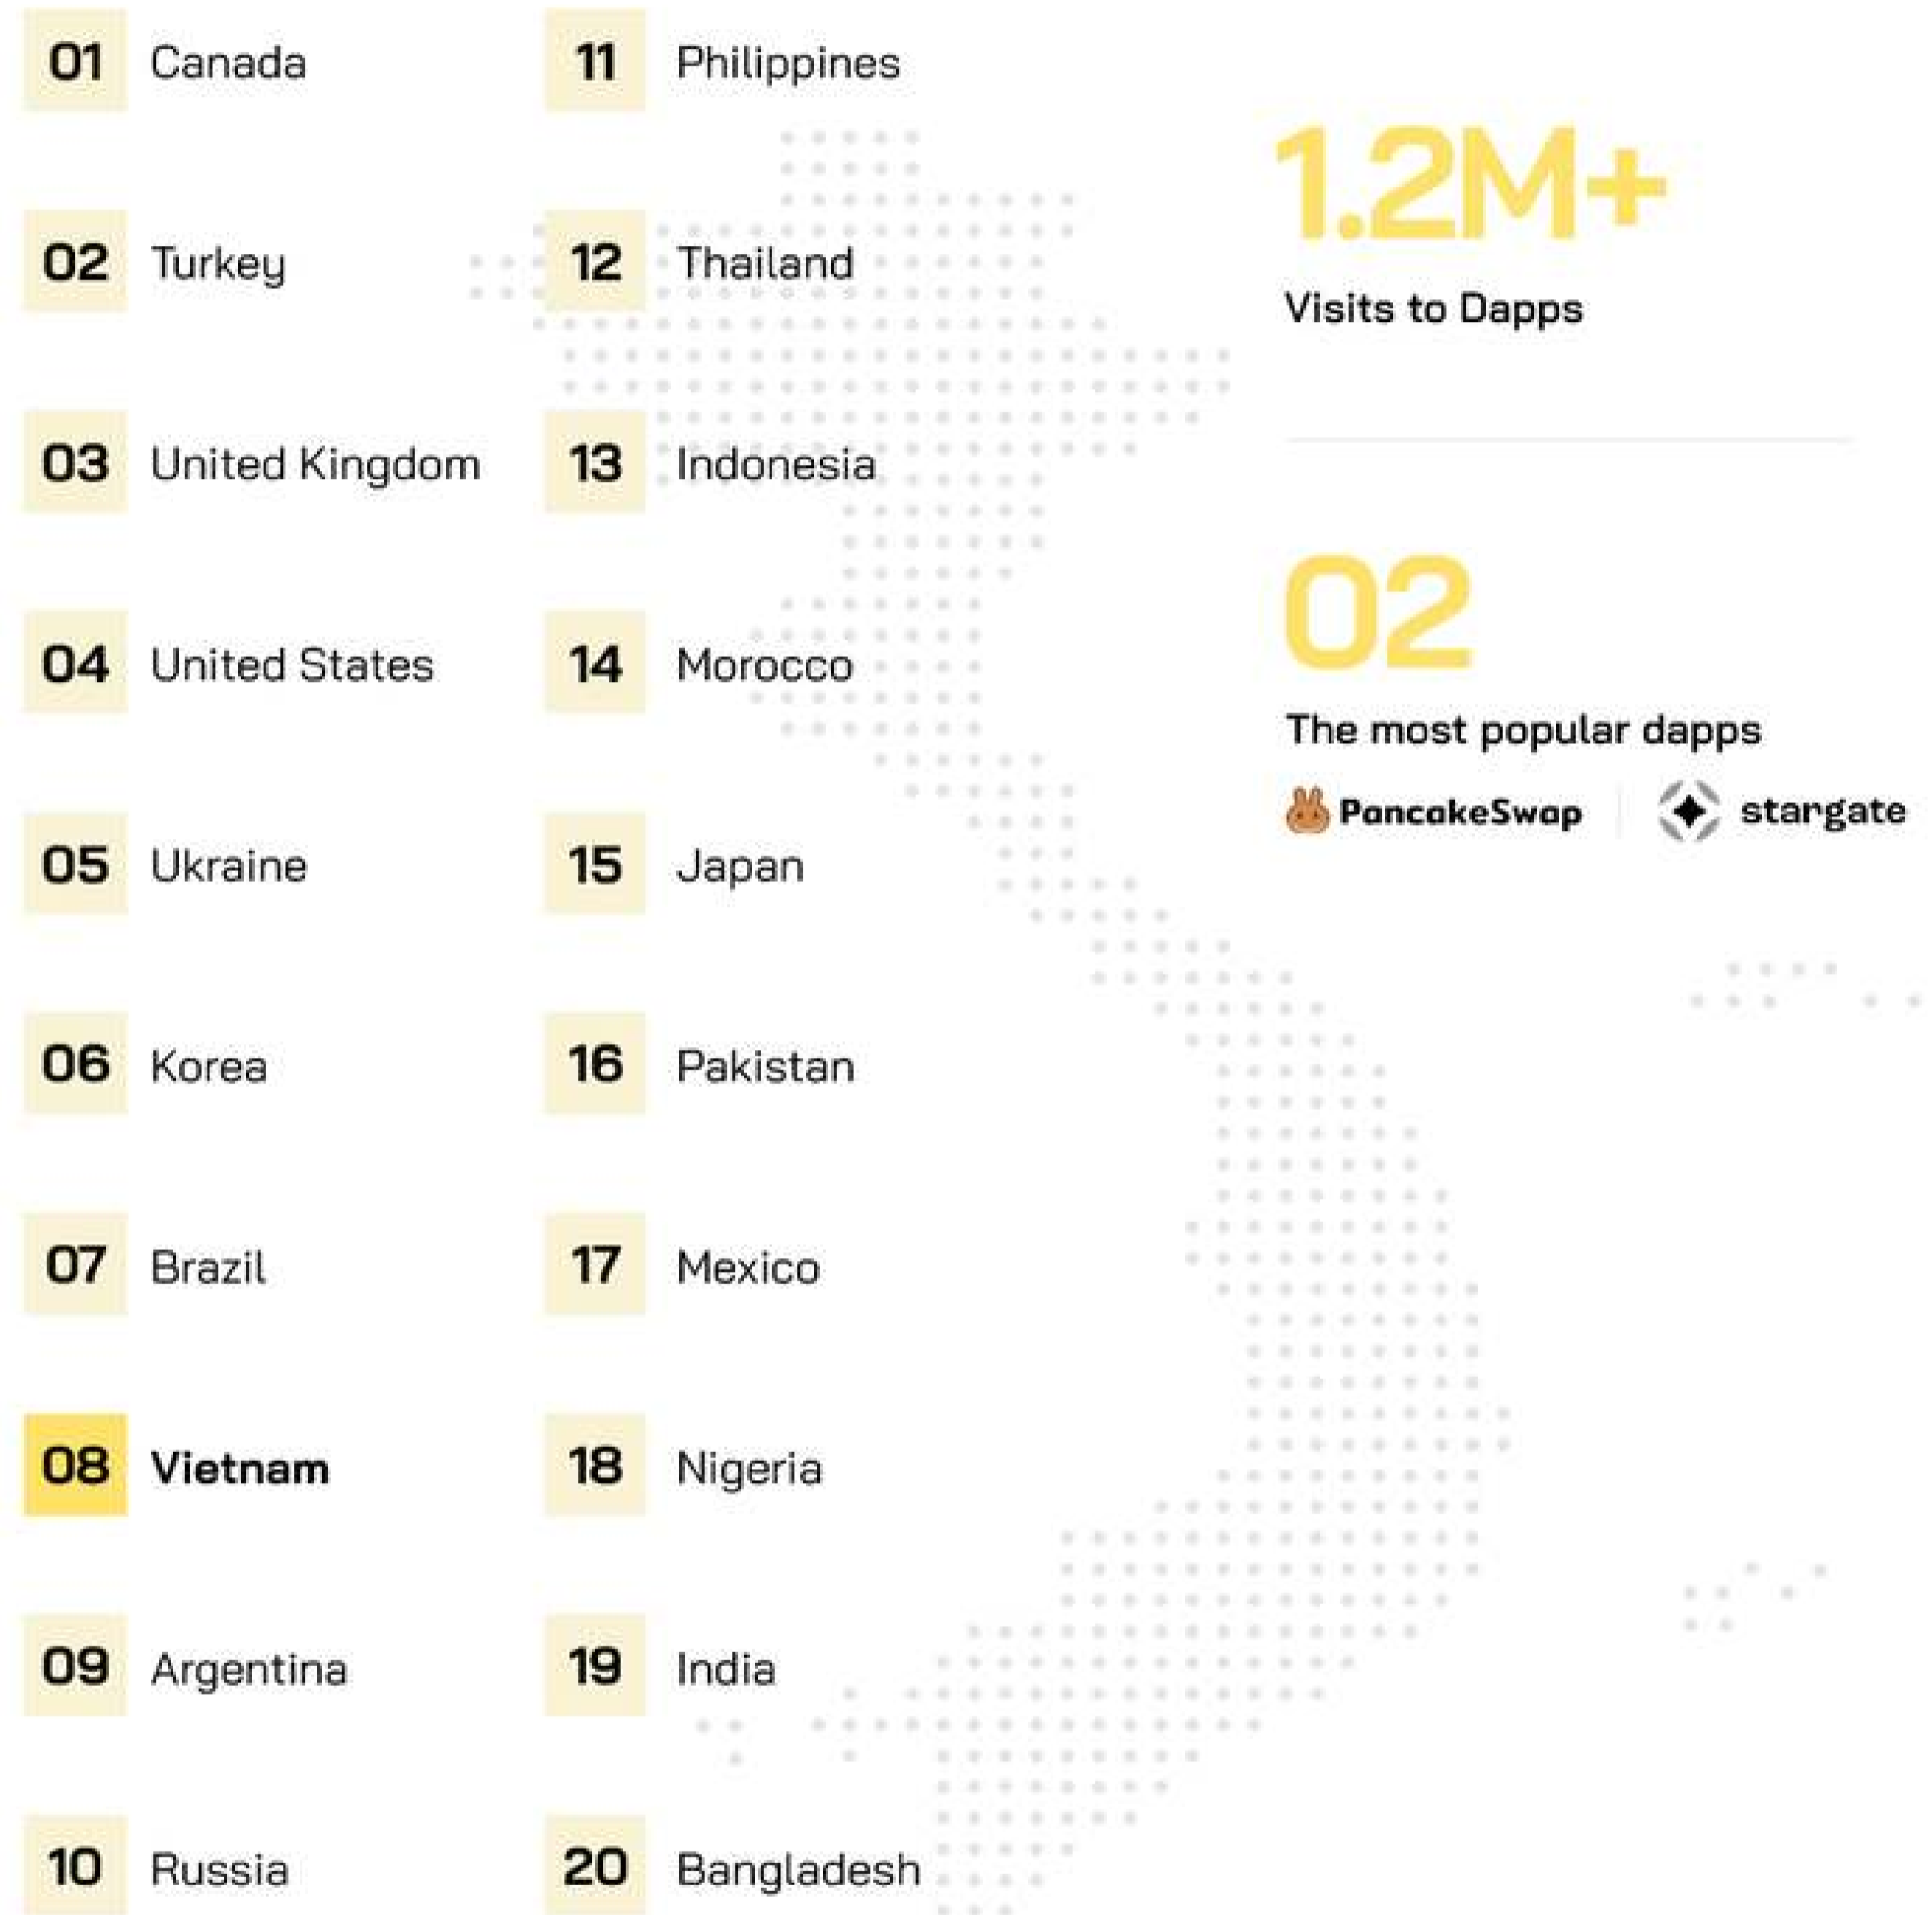 01 Canada
02 Turkey
03 United Kingdom
04 United States
05 Ukraine
06 Korea
07 Brazil
08 Vietnam
09 Argentina
10 Russia
11 Philippines
12 Thailand
13 Indonesia
14 Morocco
15 Japan
16 Pakistan
17 Mexico
18 Nigeria
19 India
20 Bangladesh
1.2M+
Visits to Dapps
02
The most popular dapps
PancakeSwap stargate